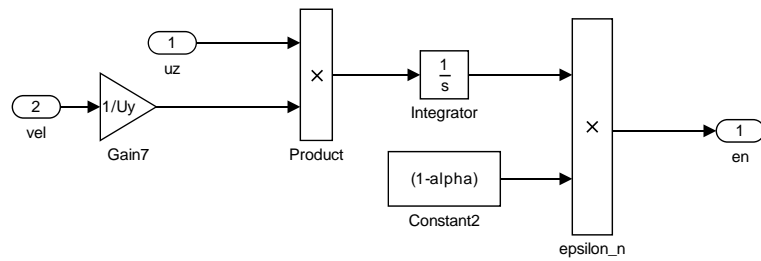 1
uz
2
vel
1/Uy
Gain7
×
Product
1
s
Integrator
(1-alpha)
Constant2
×
epsilon_n
1
en